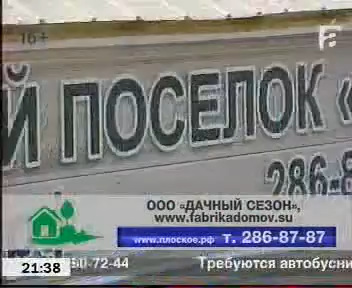 16+
Й ПОСЕЛОК «
286-8
ООО «ДАЧНЫЙ СЕЗОН»,
www.fabrikadomov.su
www.плоское.рф т. 286-87-87
21:38 80-72-44 Требуются автобусни